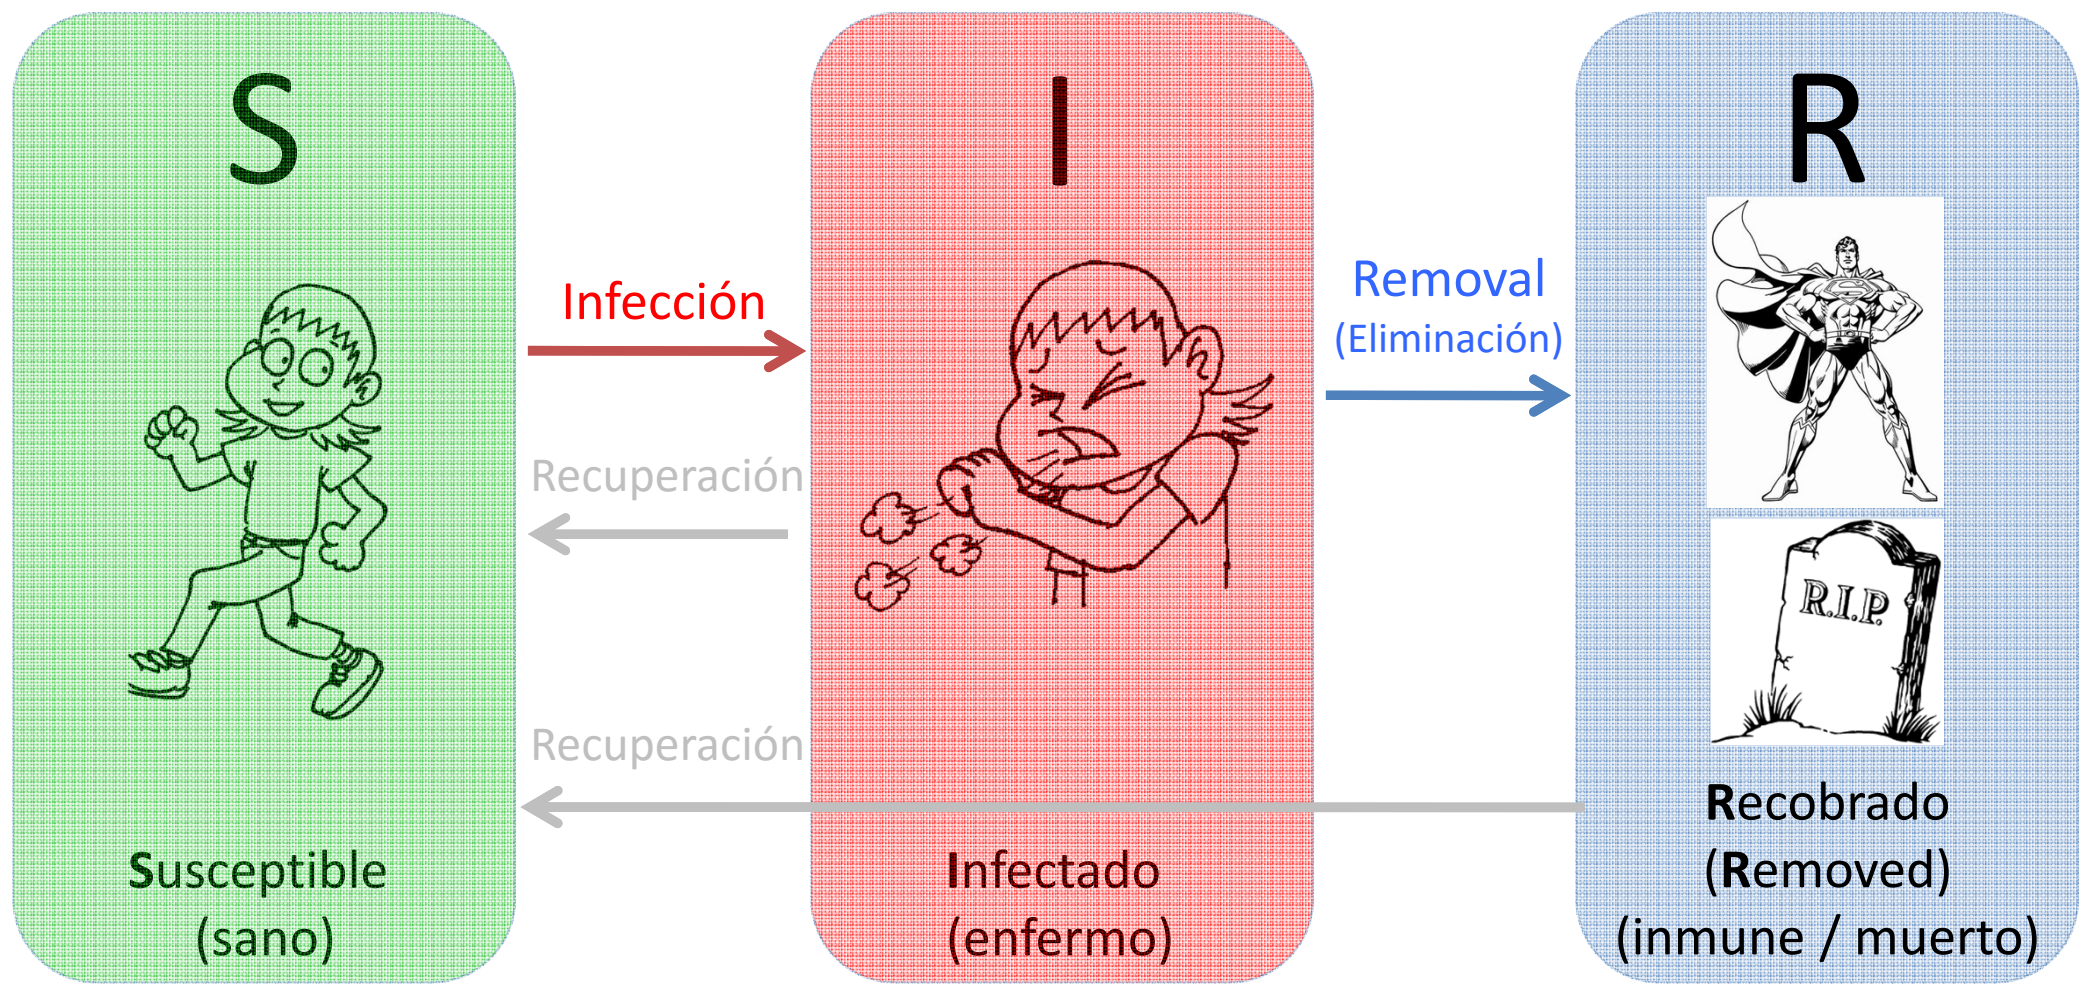 S
I
R
Infección
Removal
(Eliminación)
Recuperación
R.I.P.
Recuperación
Susceptible
(sano)
Infectado
(enfermo)
Recobrado
(Removed)
(inmune / muerto)